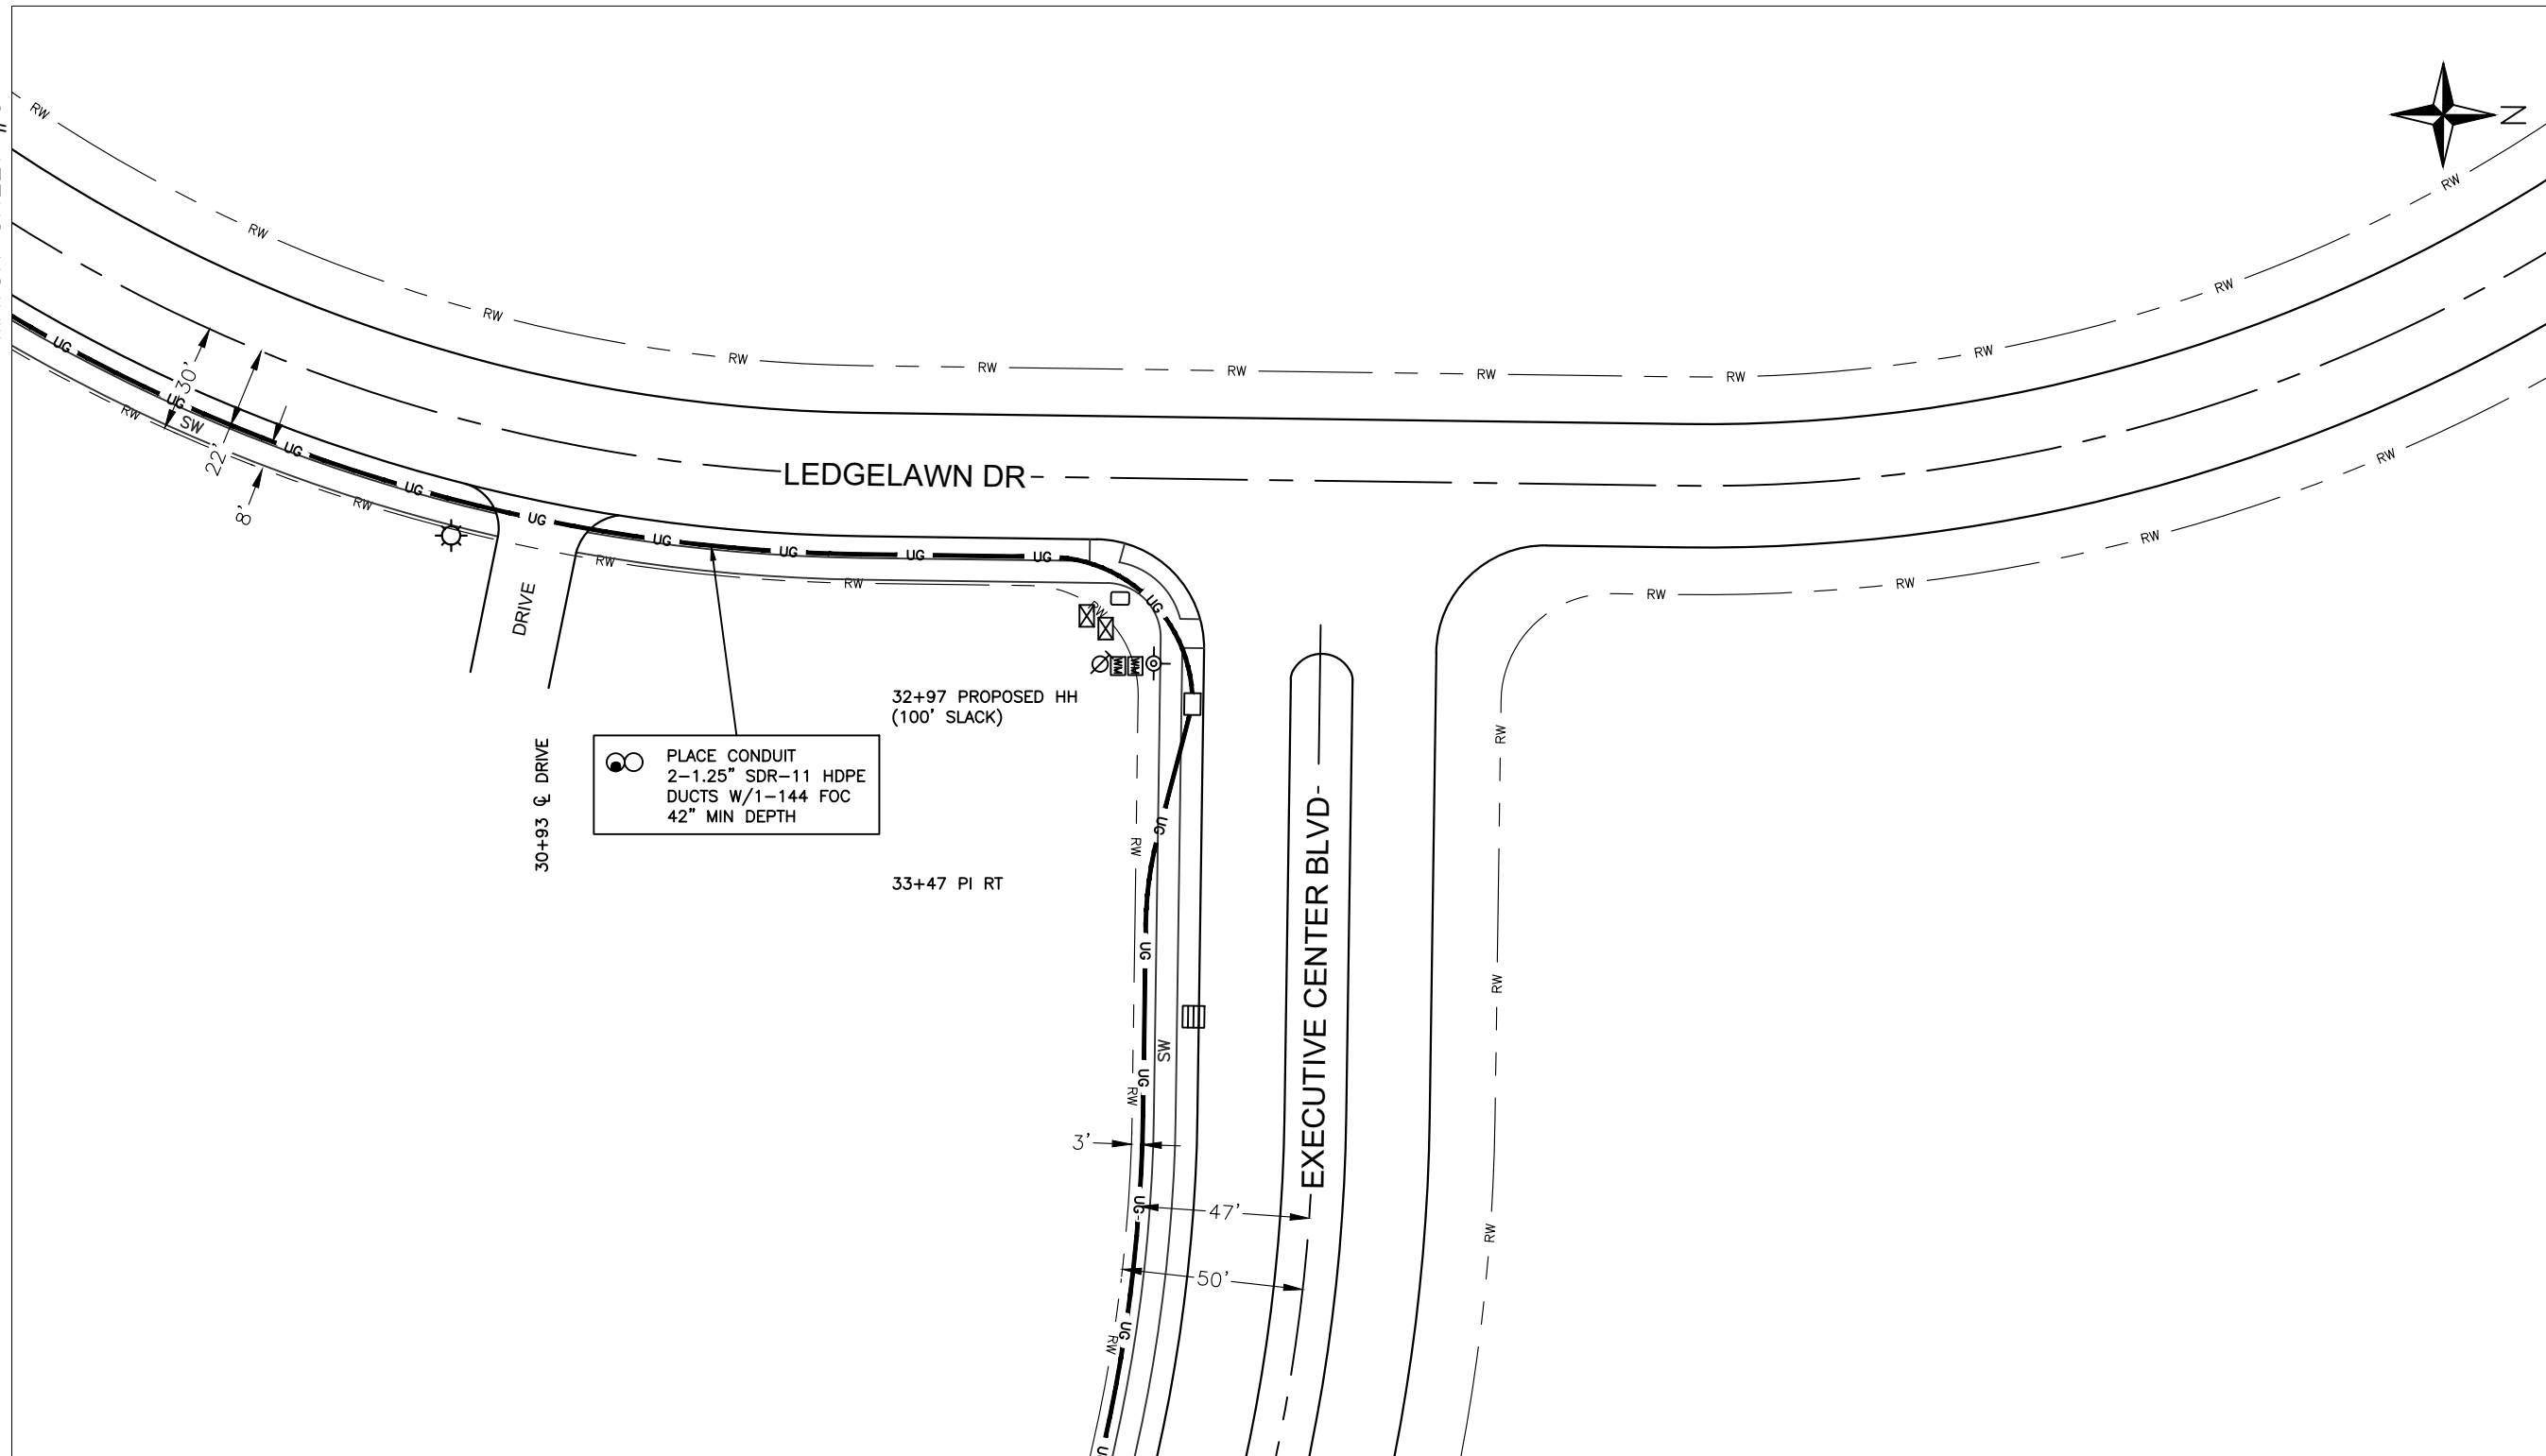 N
RW
RW
RW
RW
RW
RW
RW
RW
RW
RW
RW
UG
30'
UG
SW
RW
22'
UG
8'
UG
RW
UG
UG
RW
UG
UG
RW
UG
LEDGELAWN DR
RW
RW
RW
RW
UG
RW
WM
WM
DRIVE
30+93 ℄ DRIVE
PLACE CONDUIT
2-1.25" SDR-11 HDPE
DUCTS W/1-144 FOC
42" MIN DEPTH
32+97 PROPOSED HH
(100' SLACK)
33+47 PI RT
UG
RW
UG
SW
UG
RW
3'
UG
47'
50'
UG
RW
EXECUTIVE CENTER BLVD
RW
RW
RW